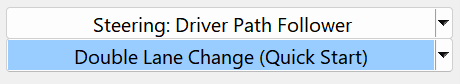 Steering: Driver Path Follower
Double Lane Change (Quick Start)